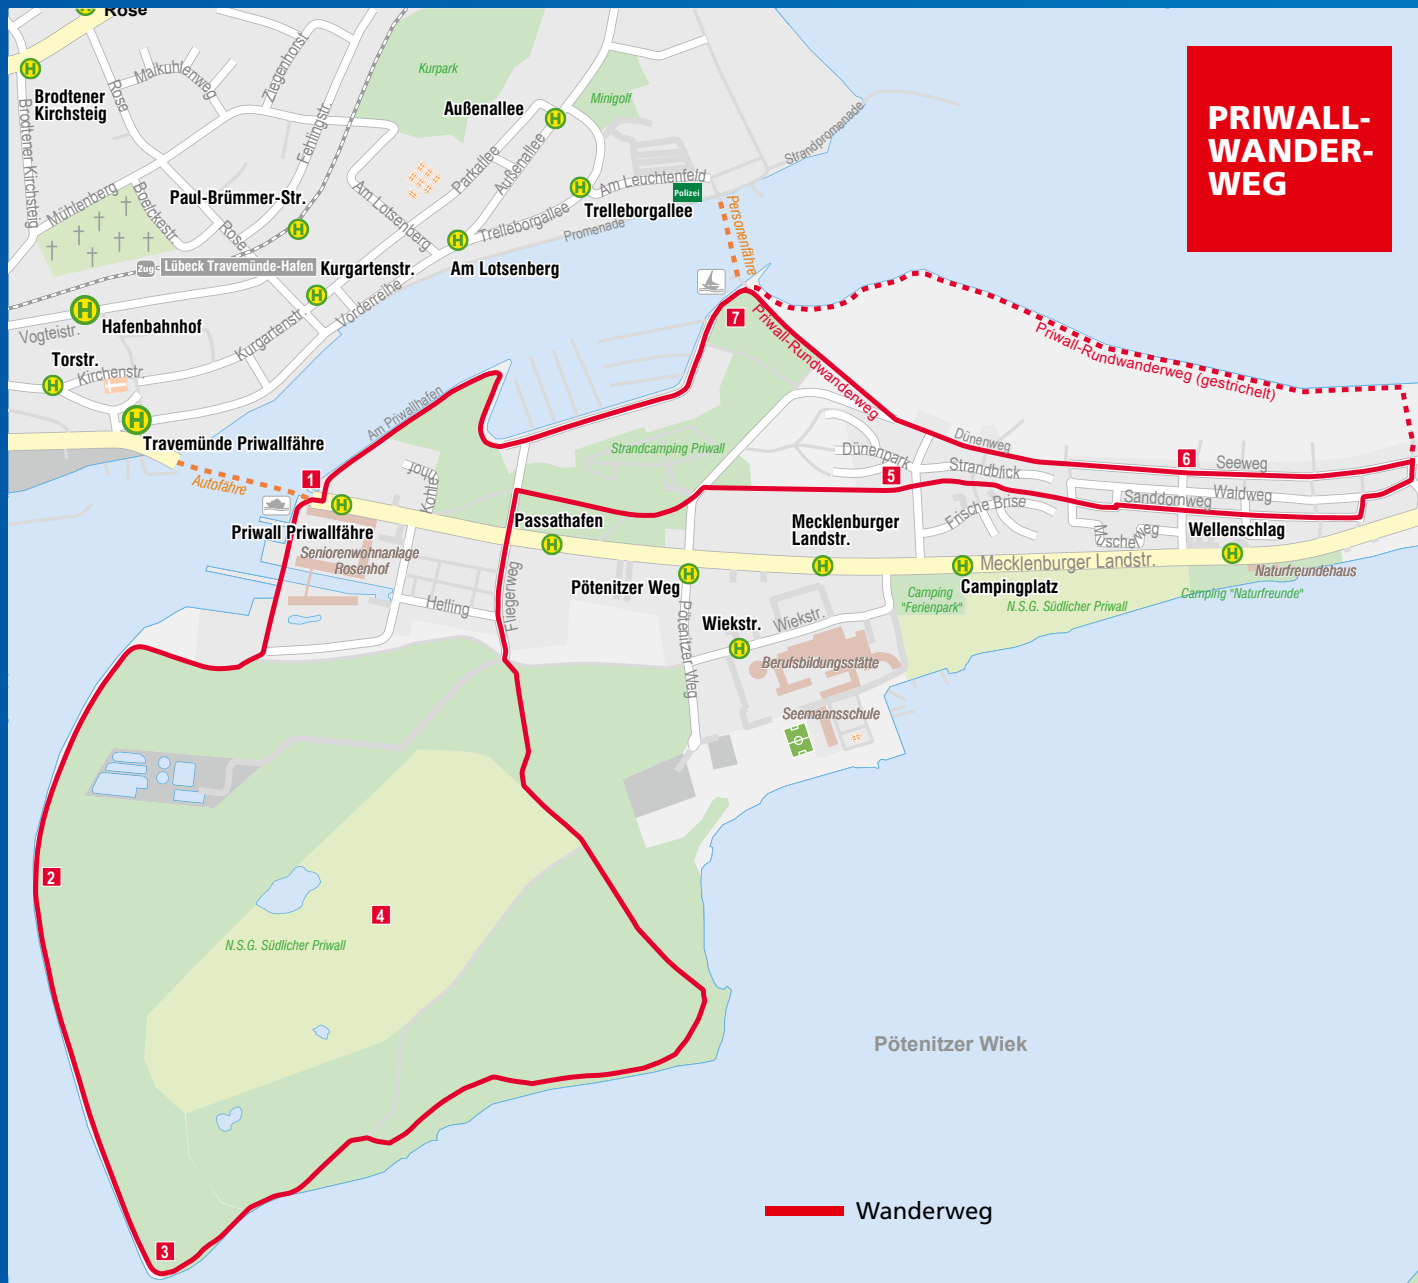 PRIWALL-
WANDER-
WEG
Rose
H
H
Brodtener
Kirchsteig
Brodtener Kirchsteig
Rose
Maikuhlenweg
Ziegenhorst
Fehlingstr.
Kurpark
Minigolf
Außenallee
H
Parkallee
Außenallee
Strandpromenade
Am Leuchtenfeld
Polizei
H
Trelleborgallee
Trelleborgallee
Promenade
Personenfähre
Mühlenberg
Boelckestr.
Rose
Paul-Brümmer-Str.
H
Am Lotsenberg
H
Am Lotsenberg
Zug
Lübeck Travemünde-Hafen
Kurgartenstr.
H
Kurgartenstr.
Vorderreihe
H
Hafenbahnhof
Vogteistr.
Torstr.
H
Kirchenstr.
H
Travemünde Priwallfähre
Autofähre
Am Priwallhafen
7
Priwall-Rundwanderweg
Priwall-Rundwanderweg (gestrichelt)
1
H
Priwall Priwallfähre
Kohlenhof
Seniorenwohnanlage
Rosenhof
Strandcamping Priwall
Passathafen
H
Dünenpark
5
Dünenweg
Strandblick
6
Seeweg
Waldweg
Sanddornweg
Frische Brise
Wellenschlag
H
Mecklenburger
Landstr.
H
Mecklenburger Landstr.
H
Campingplatz
Naturfreundehaus
Camping
"Ferienpark"
N.S.G. Südlicher Priwall
Camping "Naturfreunde"
Helling
Fliegerweg
Pötenitzer Weg
H
Pötenitzer Weg
Wiekstr.
H
Wiekstr.
Berufsbildungsstätte
Seemannsschule
2
4
N.S.G. Südlicher Priwall
Pötenitzer Wiek
3
Wanderweg